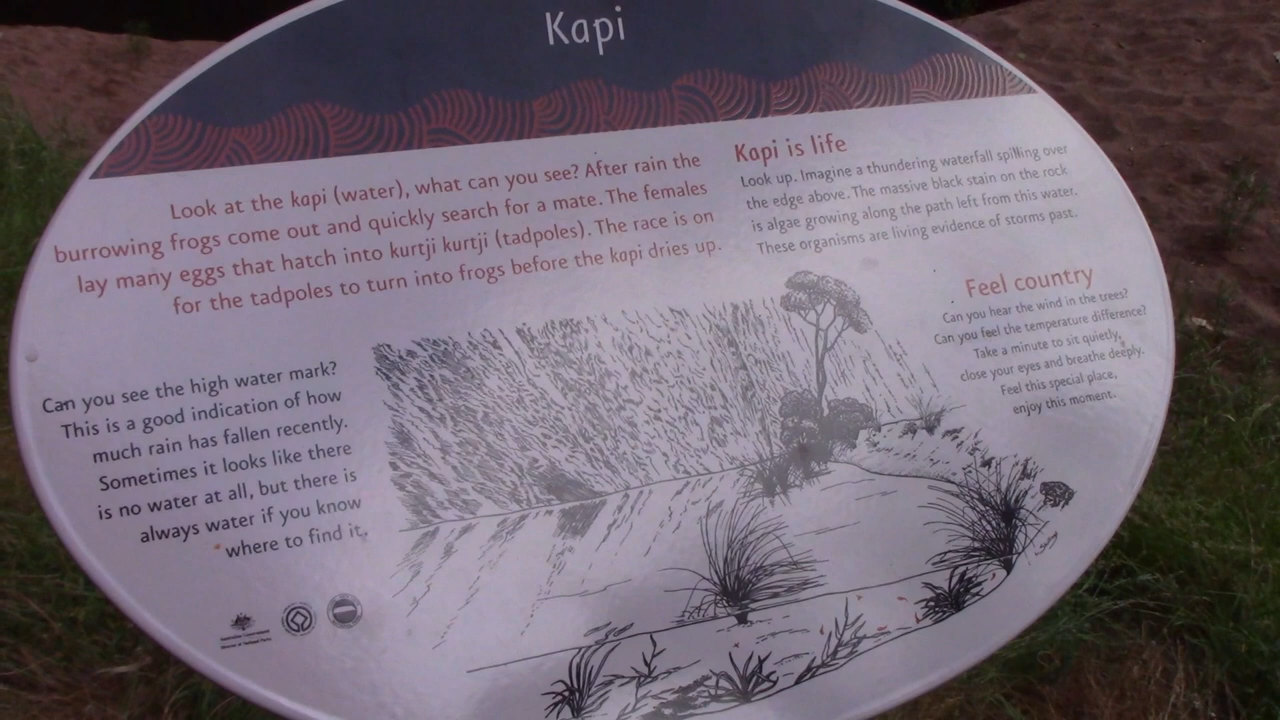 Kapi
Look at the kapi (water), what can you see? After rain the
burrowing frogs come out and quickly search for a mate. The females
lay many eggs that hatch into kurtji kurtji (tadpoles). The race is on
for the tadpoles to turn into frogs before the kapi dries up.
Kapi is life
Look up. Imagine a thundering waterfall spilling over
the edge above. The massive black stain on the rock
is algae growing along the path left from this water.
These organisms are living evidence of storms past.
Feel country
Can you hear the wind in the trees?
Can you feel the temperature difference?
Take a minute to sit quietly,
close your eyes and breathe deeply.
Feel this special place,
enjoy this moment.
Can you see the high water mark?
This is a good indication of how
much rain has fallen recently.
Sometimes it looks like there
is no water at all, but there is
always water if you know
where to find it.